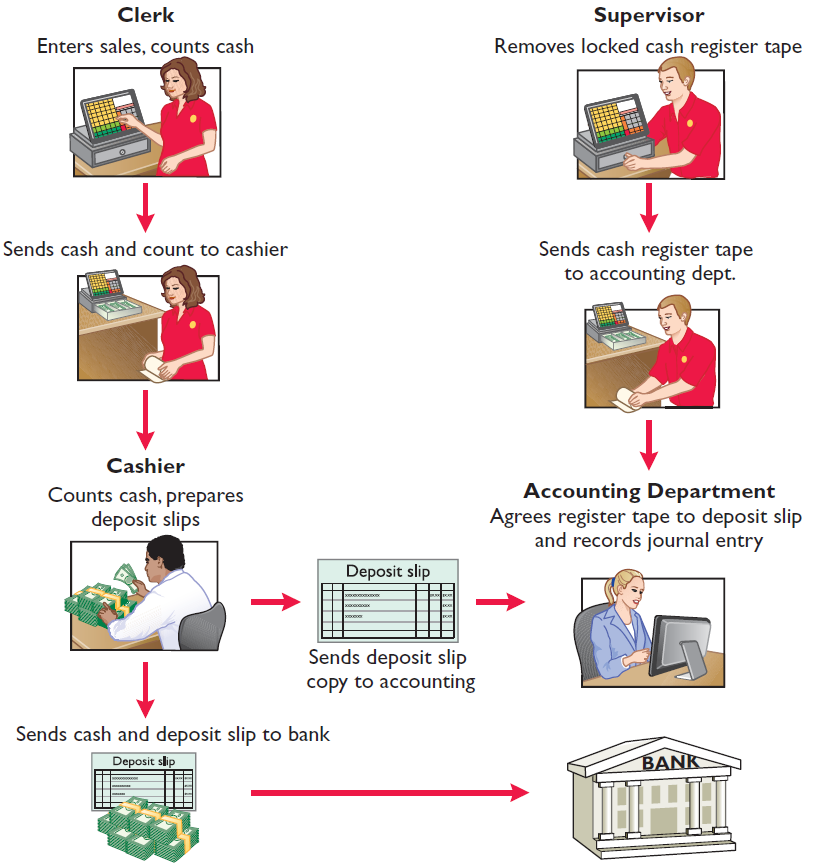 Clerk
Enters sales, counts cash
Supervisor
Removes locked cash register tape
Sends cash and count to cashier
Sends cash register tape
to accounting dept.
Cashier
Counts cash, prepares
deposit slips
Accounting Department
Agrees register tape to deposit slip
and records journal entry
Deposit slip
Sends deposit slip
copy to accounting
Sends cash and deposit slip to bank
Deposit slip
BANK